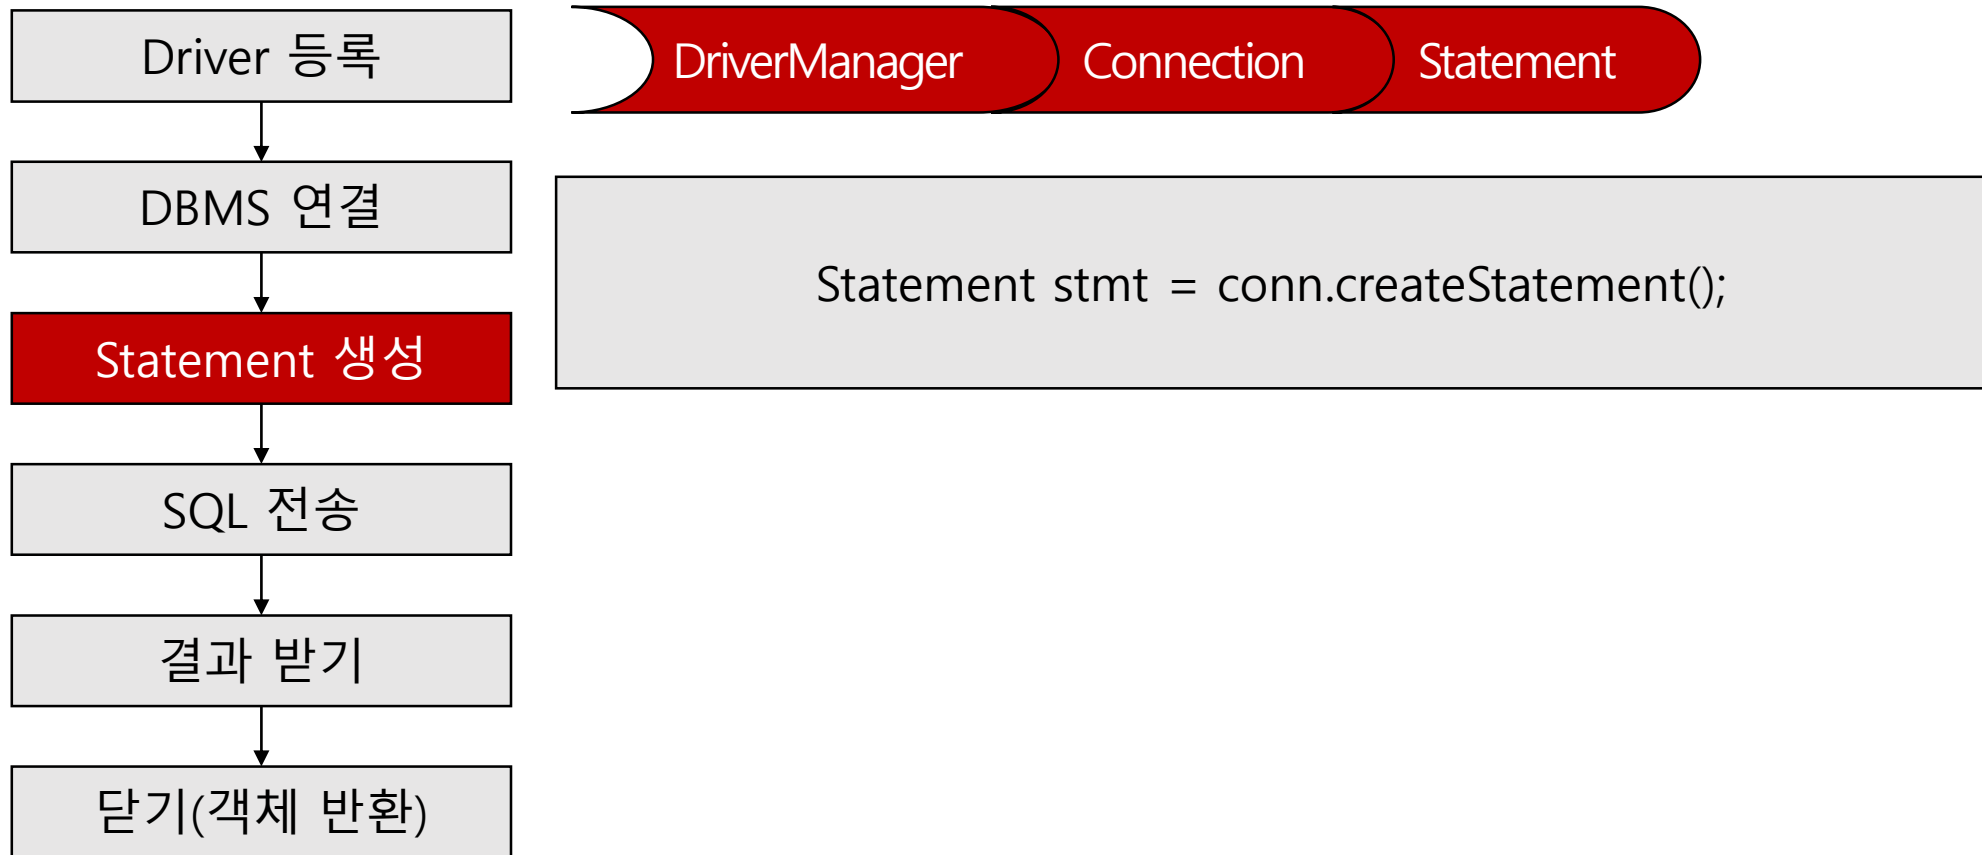 Driver 등록
DBMS 연결
Statement 생성
SQL 전송
결과 받기
닫기(객체 반환)
DriverManager
Connection
Statement
Statement stmt = conn.createStatement();